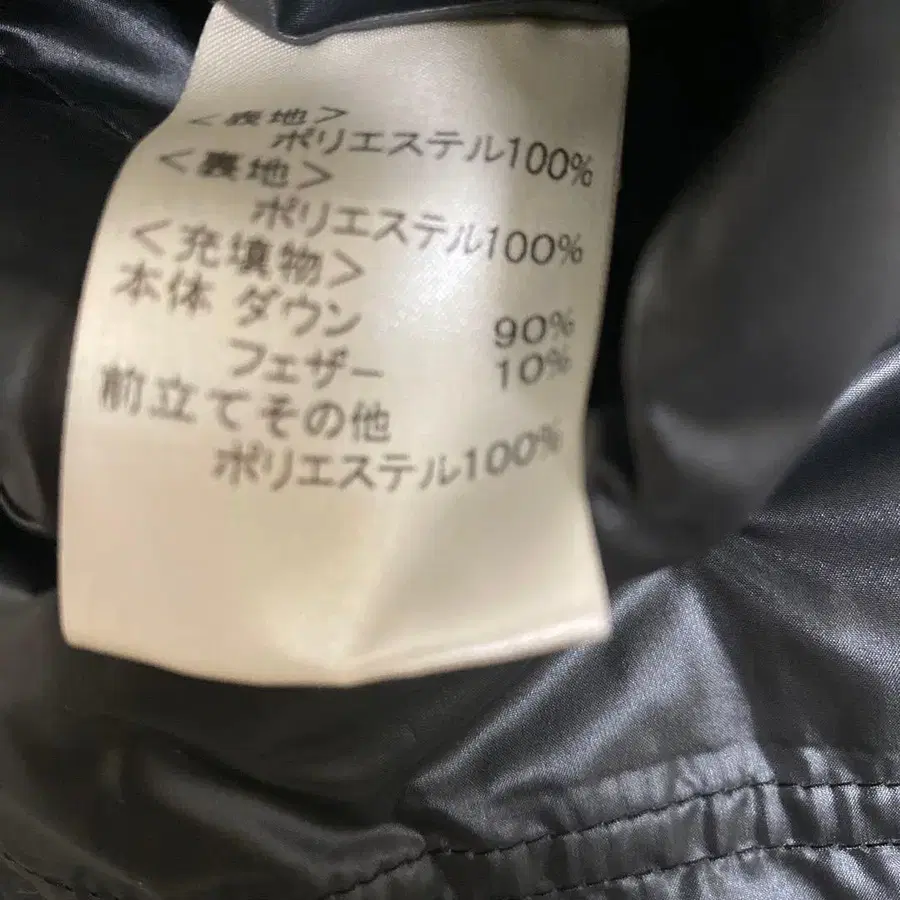 ＜表地＞
ポリエステル100%
＜裏地＞
ポリエステル100%
＜充填物＞
本体 ダウン 90%
フェザー 10%
前立てその他
ポリエステル100%